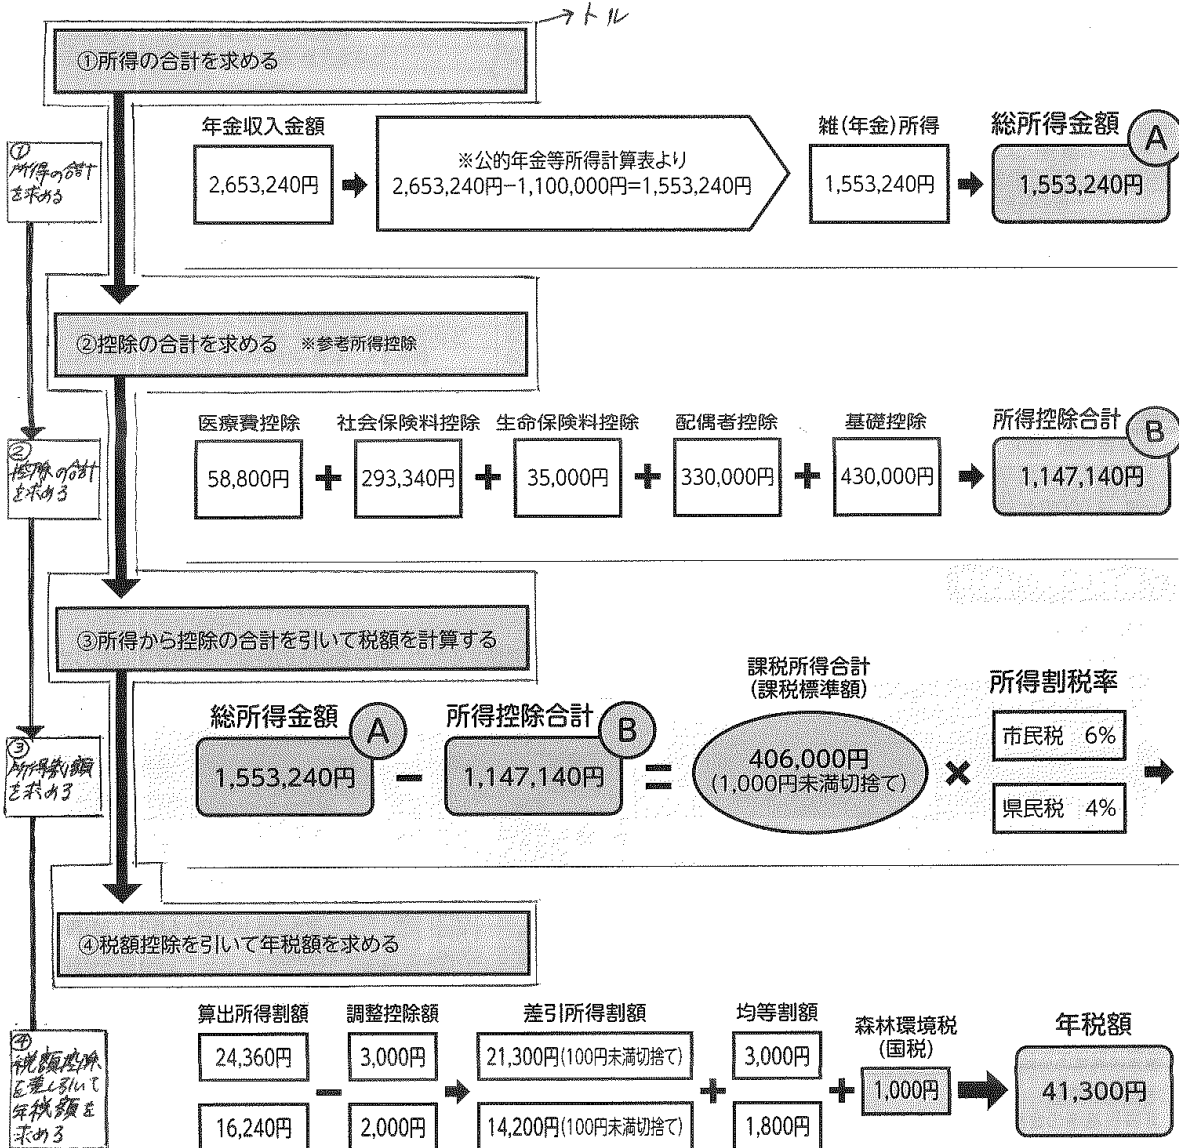 →トル
①所得の合計を求める
① 所得の合計を求める
年金収入金額
2,653,240円
※公的年金等所得計算表より
2,653,240円−1,100,000円=1,553,240円
雑(年金)所得
1,553,240円
総所得金額 A
1,553,240円
②控除の合計を求める ※参考所得控除
② 控除の合計を求める
医療費控除
58,800円
+
社会保険料控除
293,340円
+
生命保険料控除
35,000円
+
配偶者控除
330,000円
+
基礎控除
430,000円
所得控除合計 B
1,147,140円
③所得から控除の合計を引いて税額を計算する
③ 所得割額を求める
総所得金額 A
1,553,240円
−
所得控除合計 B
1,147,140円
=
課税所得合計
(課税標準額)
406,000円
(1,000円未満切捨て)
×
所得割税率
市民税 6%
県民税 4%
④税額控除を引いて年税額を求める
④ 税額控除を差し引いて年税額を求める
算出所得割額
24,360円
16,240円
−
調整控除額
3,000円
2,000円
差引所得割額
21,300円(100円未満切捨て)
14,200円(100円未満切捨て)
+
均等割額
3,000円
1,800円
+
森林環境税
(国税)
1,000円
年税額
41,300円